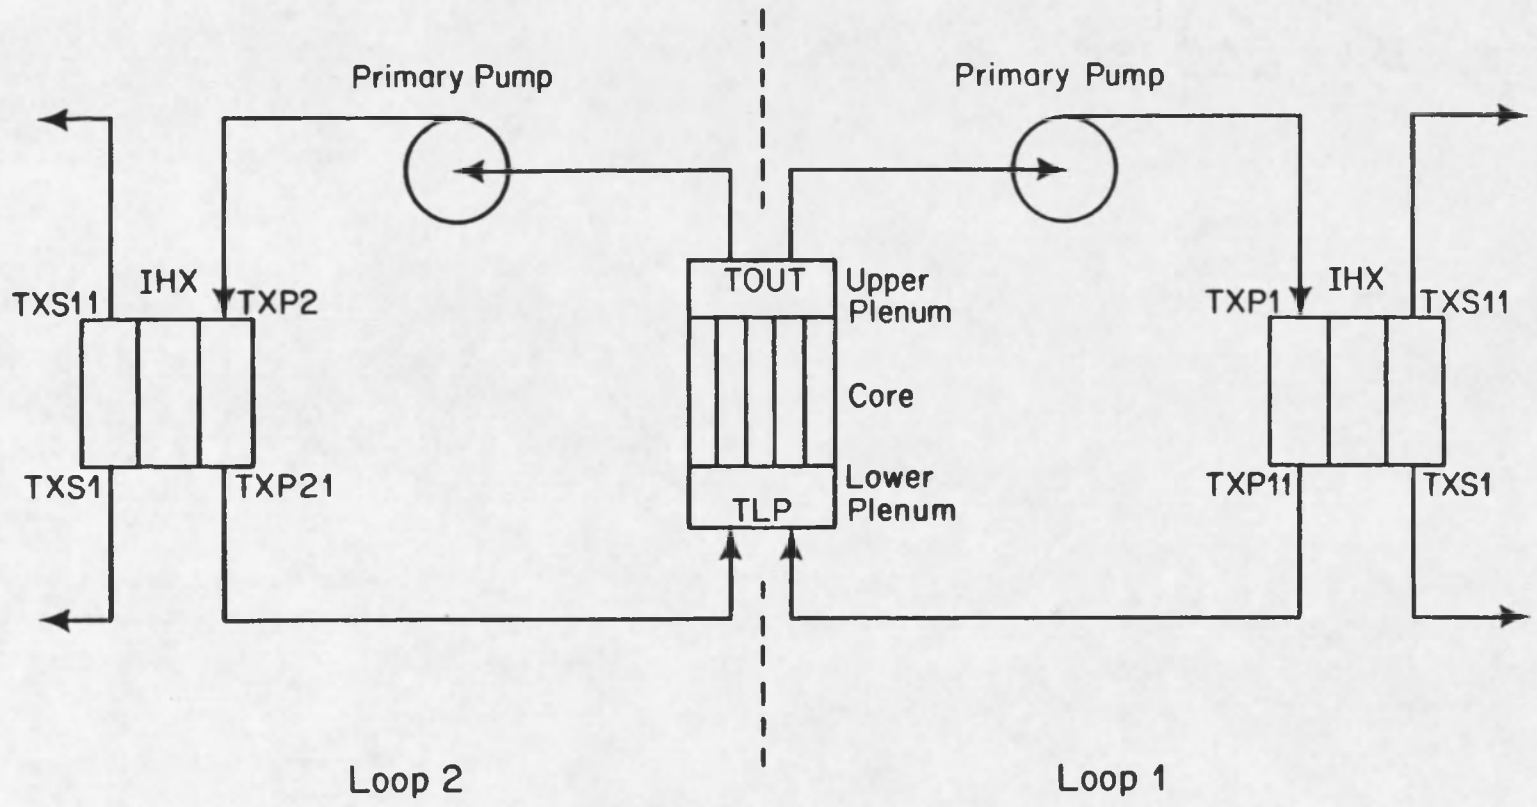 Primary Pump
Primary Pump
IHX
TXS11
TXP2
TOUT
Upper
Plenum
TXP1
IHX
TXS11
Core
TXS1
TXP21
TLP
Lower
Plenum
TXP11
TXS1
Loop 2
Loop 1